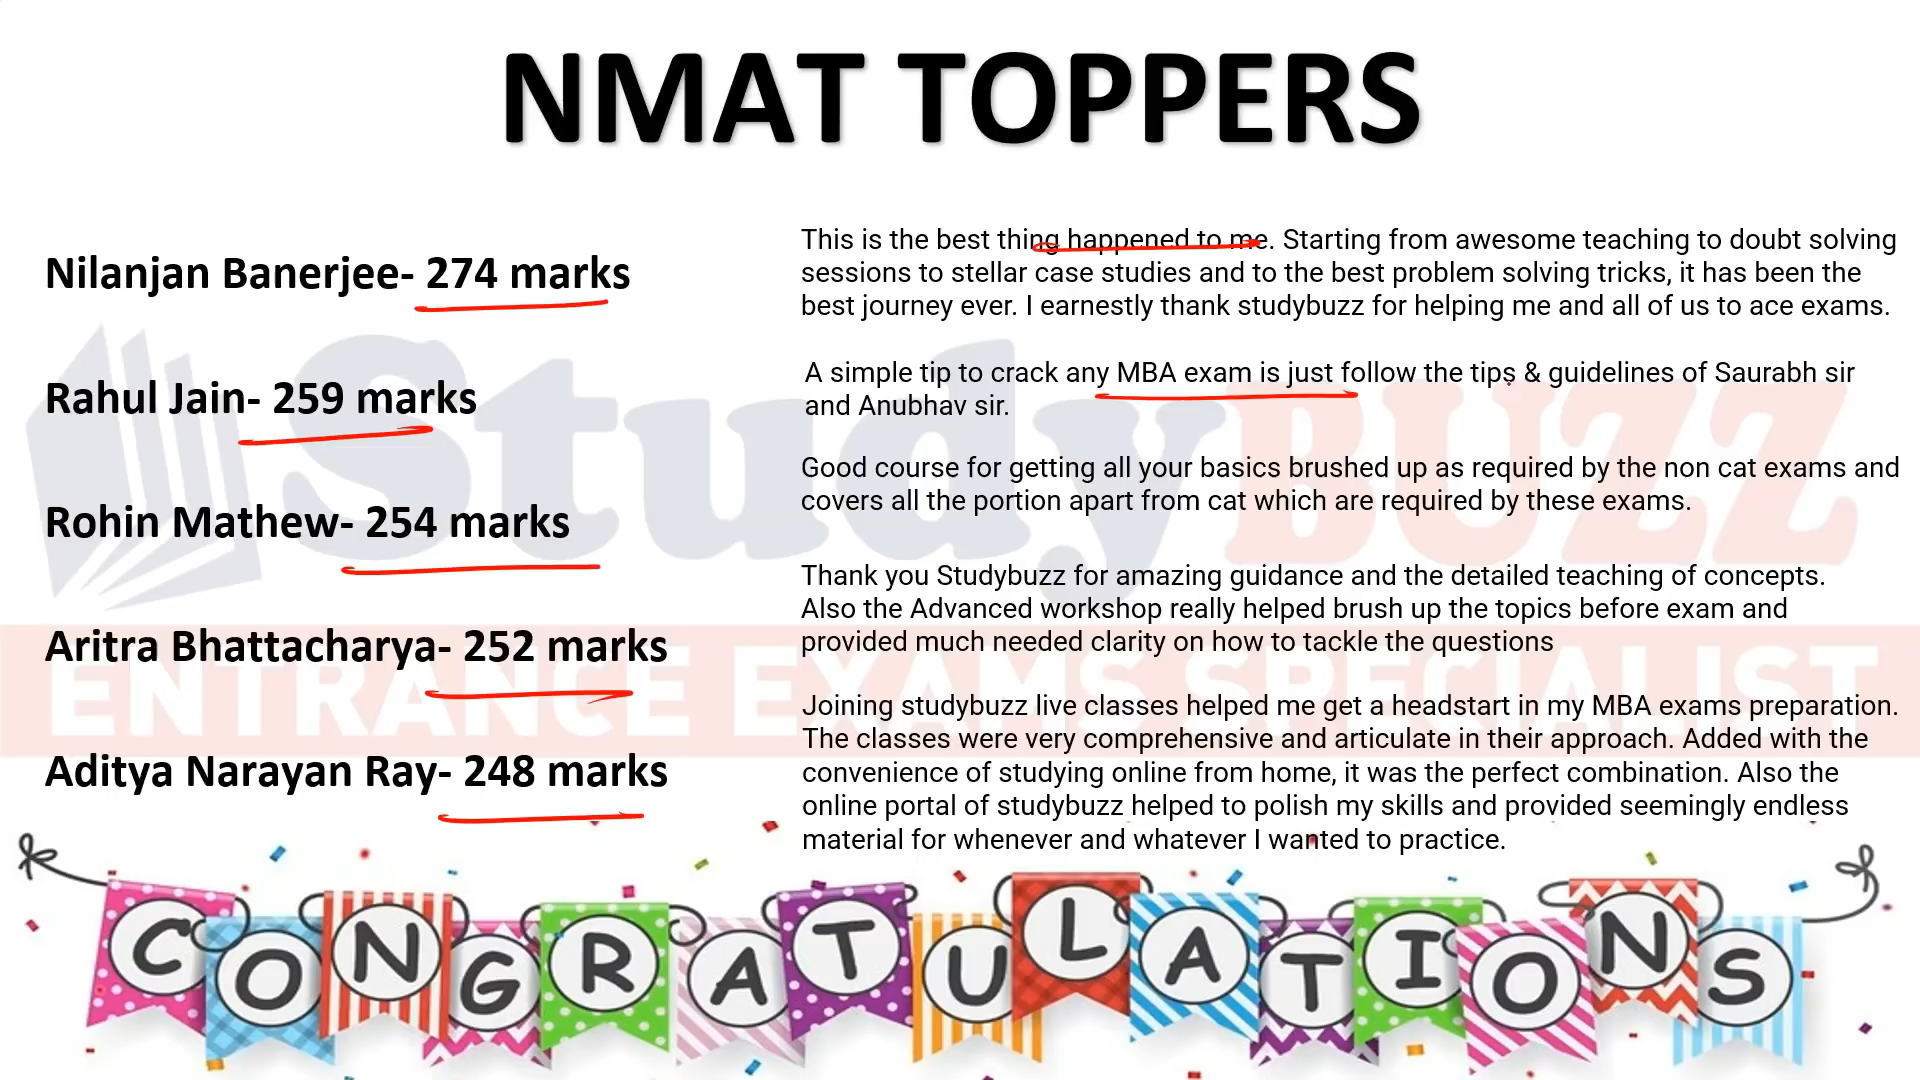 NMAT TOPPERS
Nilanjan Banerjee- 274 marks
This is the best thing happened to me. Starting from awesome teaching to doubt solving
sessions to stellar case studies and to the best problem solving tricks, it has been the
best journey ever. I earnestly thank studybuzz for helping me and all of us to ace exams.
Rahul Jain- 259 marks
A simple tip to crack any MBA exam is just follow the tips & guidelines of Saurabh sir
and Anubhav sir.
Rohin Mathew- 254 marks
Good course for getting all your basics brushed up as required by the non cat exams and
covers all the portion apart from cat which are required by these exams.
Aritra Bhattacharya- 252 marks
Thank you Studybuzz for amazing guidance and the detailed teaching of concepts.
Also the Advanced workshop really helped brush up the topics before exam and
provided much needed clarity on how to tackle the questions
Aditya Narayan Ray- 248 marks
Joining studybuzz live classes helped me get a headstart in my MBA exams preparation.
The classes were very comprehensive and articulate in their approach. Added with the
convenience of studying online from home, it was the perfect combination. Also the
online portal of studybuzz helped to polish my skills and provided seemingly endless
material for whenever and whatever I wanted to practice.
StudyBUZZ
ENTRANCE EXAMS SPECIALIST
CONGRATULATIONS